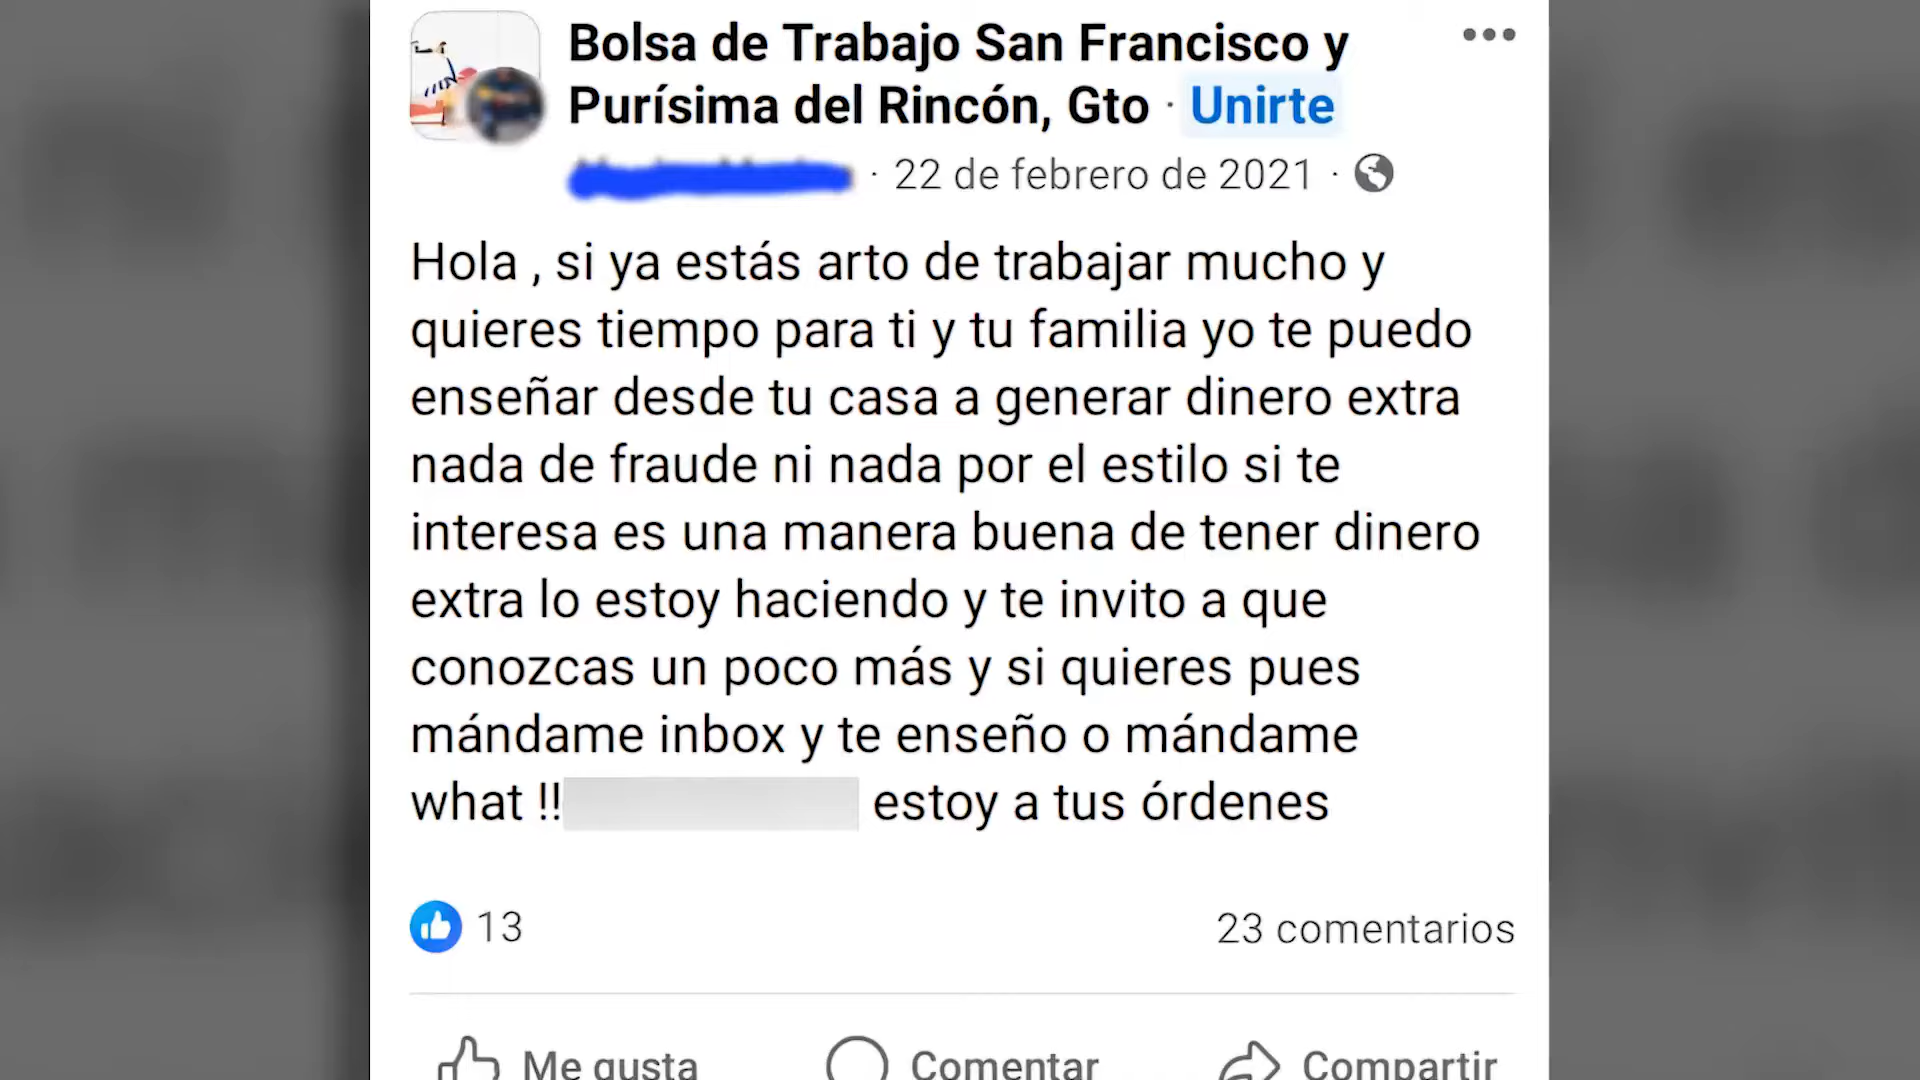 Bolsa de Trabajo San Francisco y
Purísima del Rincón, Gto · Unirte
· 22 de febrero de 2021 ·
Hola , si ya estás arto de trabajar mucho y
quieres tiempo para ti y tu familia yo te puedo
enseñar desde tu casa a generar dinero extra
nada de fraude ni nada por el estilo si te
interesa es una manera buena de tener dinero
extra lo estoy haciendo y te invito a que
conozcas un poco más y si quieres pues
mándame inbox y te enseño o mándame
what !! estoy a tus órdenes
13 23 comentarios
Me gusta Comentar Compartir